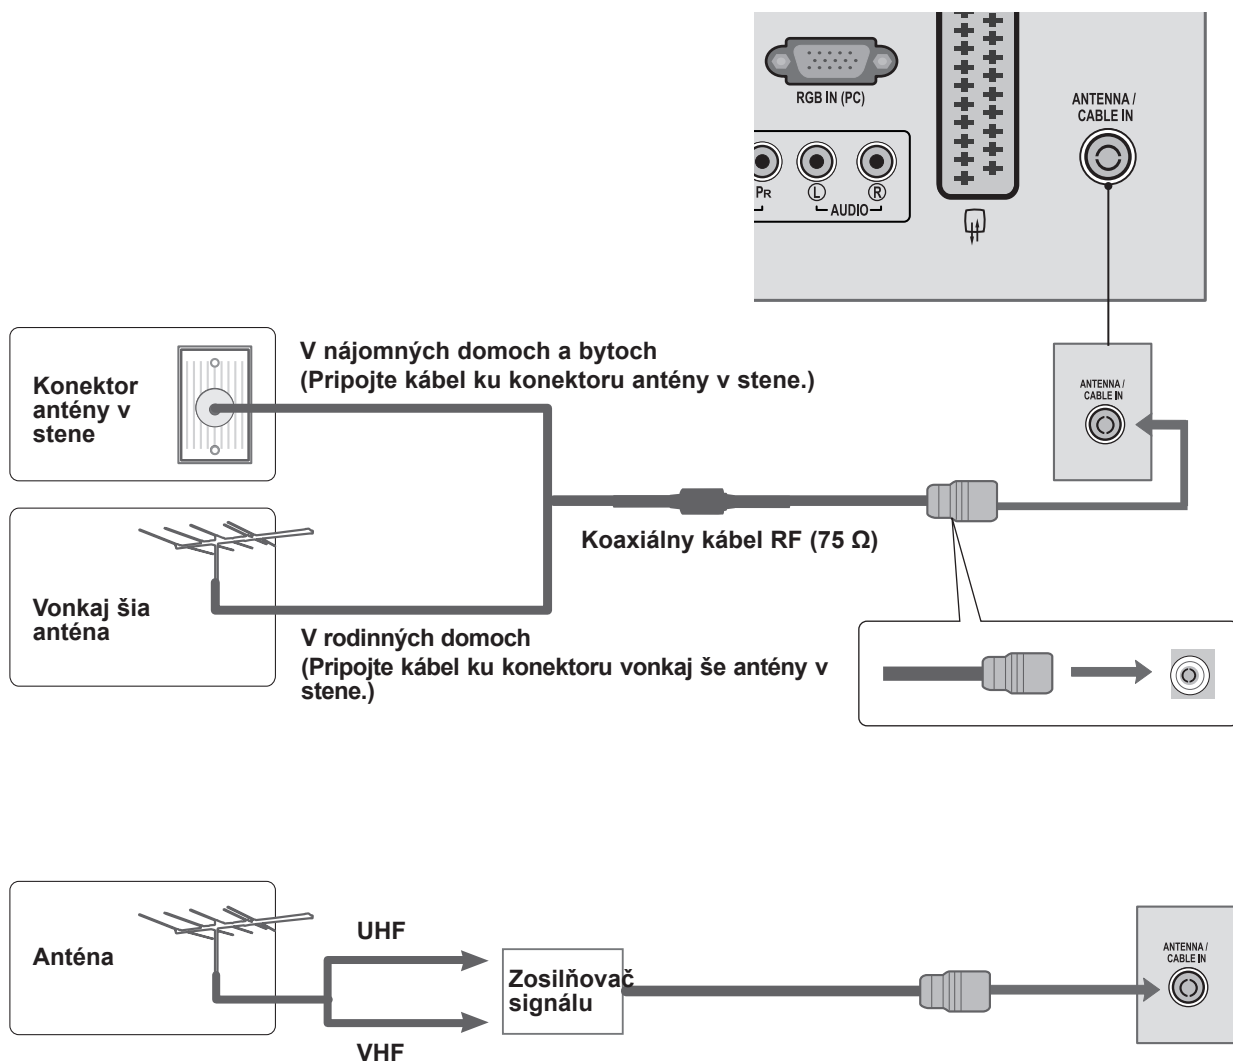 RGB IN (PC)
ANTENNA /
CABLE IN
PR
L
R
AUDIO
V nájomných domoch a bytoch
(Pripojte kábel ku konektoru antény v stene.)
Konektor
antény v
stene
ANTENNA /
CABLE IN
Koaxiálny kábel RF (75 Ω)
Vonkaj šia
anténa
V rodinných domoch
(Pripojte kábel ku konektoru vonkaj še antény v
stene.)
Anténa
UHF
Zosilňovač
signálu
VHF
ANTENNA /
CABLE IN